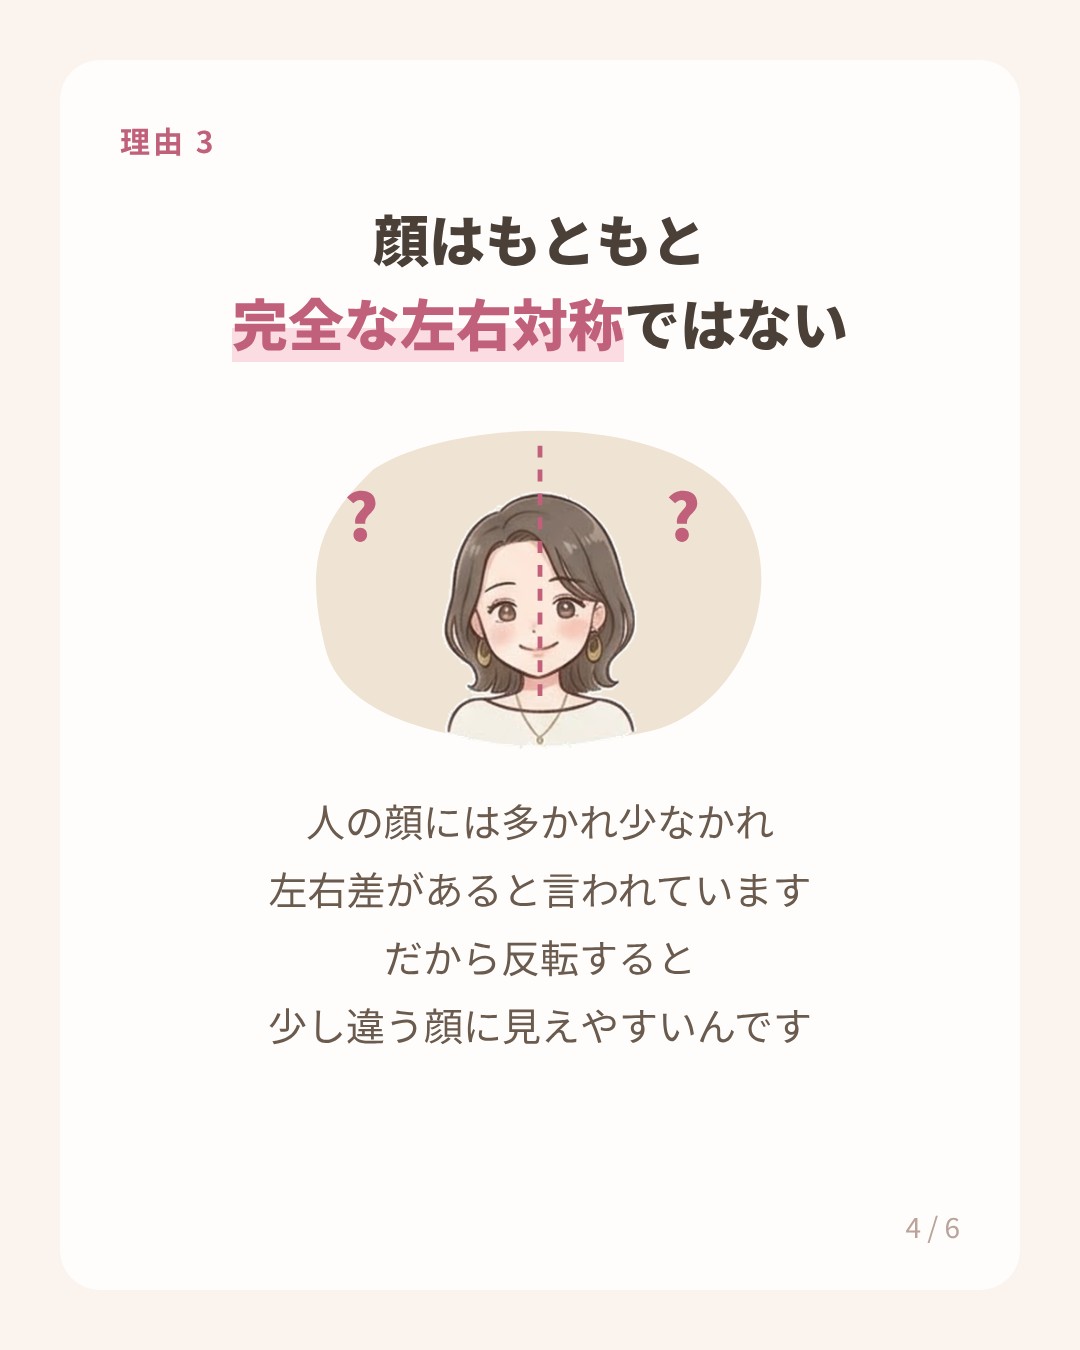 理由 3
顔はもともと
完全な左右対称ではない
? ?
人の顔には多かれ少なかれ
左右差があると言われています
だから反転すると
少し違う顔に見えやすいんです
4 / 6